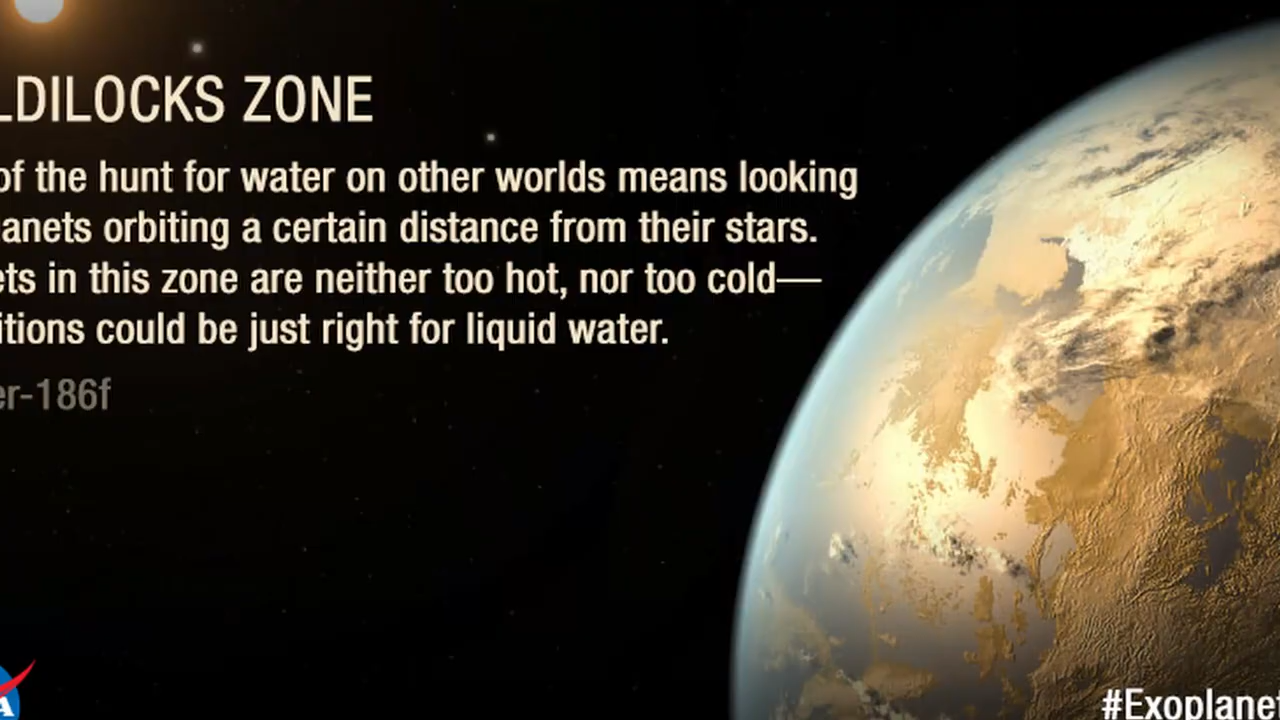 LDILOCKS ZONE
of the hunt for water on other worlds means looking
anets orbiting a certain distance from their stars.
ets in this zone are neither too hot, nor too cold—
itions could be just right for liquid water.
er-186f
A
#Exoplanet